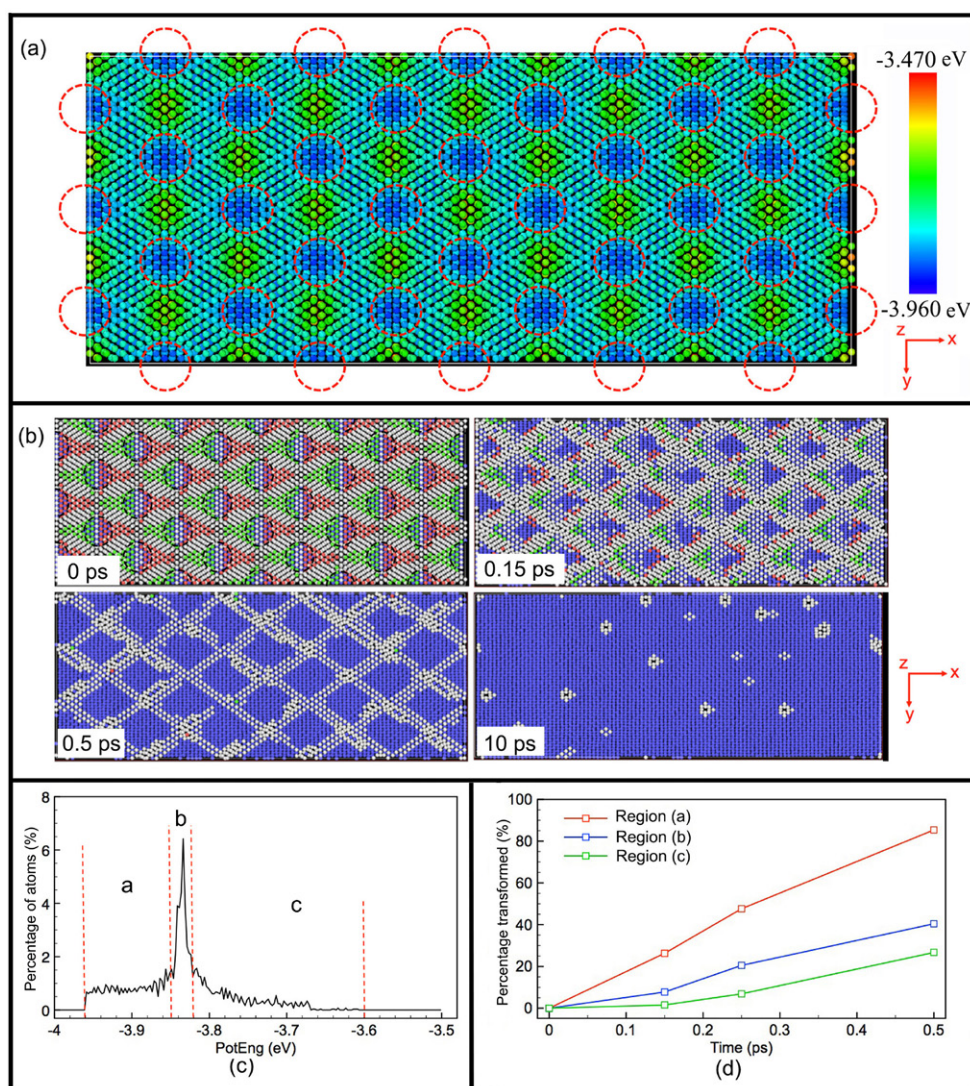 (a)
-3.470 eV
-3.960 eV
z
x
y
(b)
0 ps
0.15 ps
0.5 ps
10 ps
z
x
y
Percentage of atoms (%)
8
6
4
2
0
a
b
c
-4
-3.9
-3.8
-3.7
-3.6
-3.5
PotEng (eV)
(c)
Percentage transformed (%)
100
80
60
40
20
0
Region (a)
Region (b)
Region (c)
0
0.1
0.2
0.3
0.4
0.5
Time (ps)
(d)